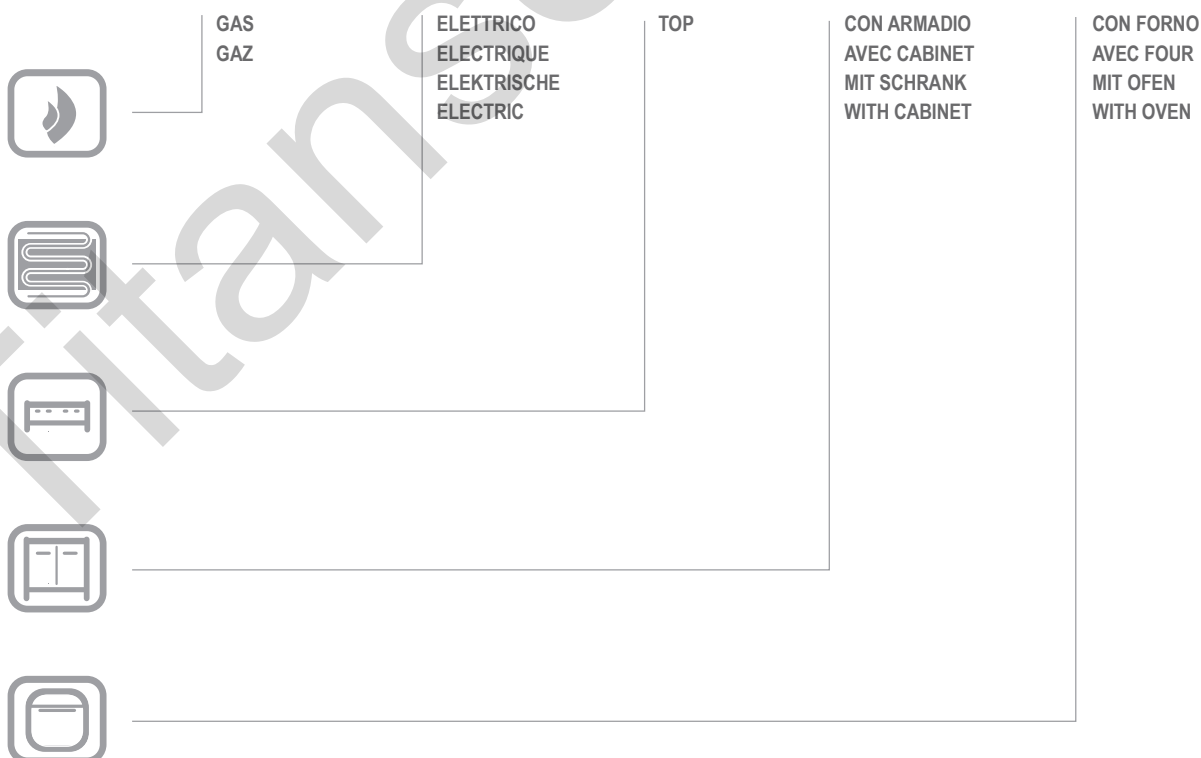 GAS
GAZ
ELETTRICO
ELECTRIQUE
ELEKTRISCHE
ELECTRIC
TOP
CON ARMADIO
AVEC CABINET
MIT SCHRANK
WITH CABINET
CON FORNO
AVEC FOUR
MIT OFEN
WITH OVEN